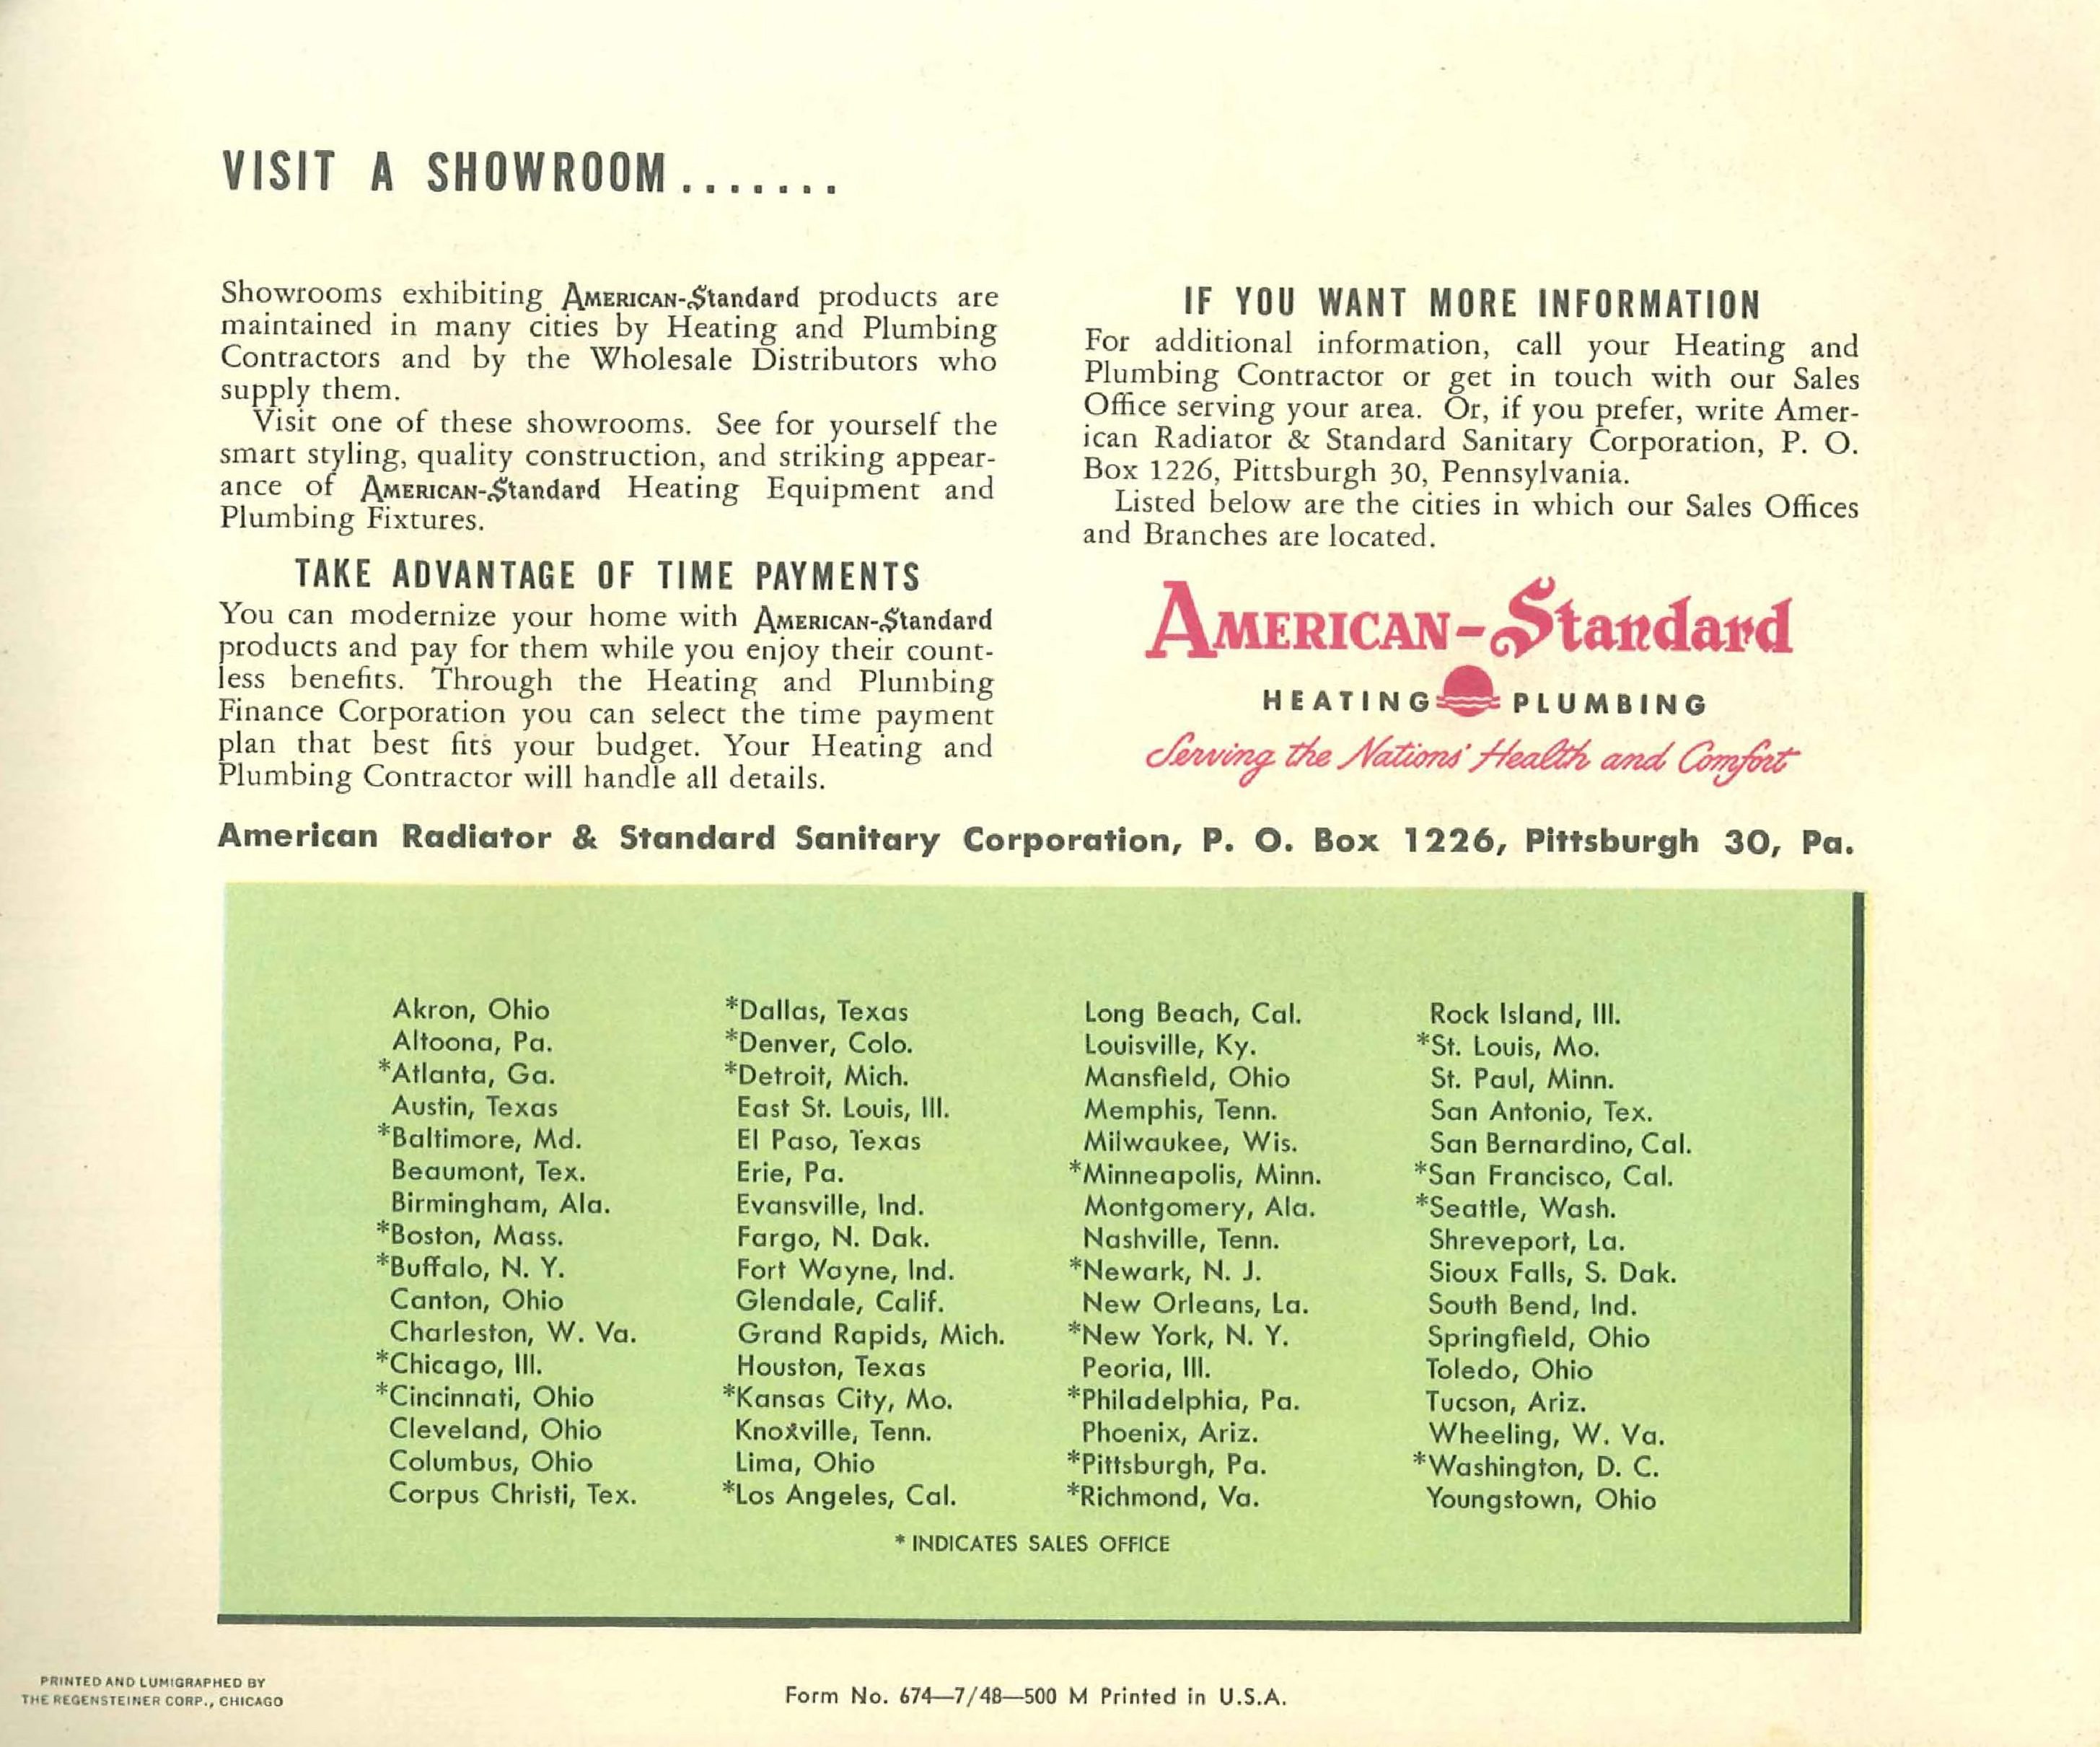 VISIT A SHOWROOM.......
Showrooms exhibiting AMERICAN-Standard products are
maintained in many cities by Heating and Plumbing
Contractors and by the Wholesale Distributors who
supply them.
Visit one of these showrooms. See for yourself the
smart styling, quality construction, and striking appear-
ance of AMERICAN-Standard Heating Equipment and
Plumbing Fixtures.
TAKE ADVANTAGE OF TIME PAYMENTS
You can modernize your home with AMERICAN-Standard
products and pay for them while you enjoy their count-
less benefits. Through the Heating and Plumbing
Finance Corporation you can select the time payment
plan that best fits your budget. Your Heating and
Plumbing Contractor will handle all details.
IF YOU WANT MORE INFORMATION
For additional information, call your Heating and
Plumbing Contractor or get in touch with our Sales
Office serving your area. Or, if you prefer, write Amer-
ican Radiator & Standard Sanitary Corporation, P. O.
Box 1226, Pittsburgh 30, Pennsylvania.
Listed below are the cities in which our Sales Offices
and Branches are located.
AMERICAN-Standard
HEATING PLUMBING
Serving the Nations' Health and Comfort
American Radiator & Standard Sanitary Corporation, P. O. Box 1226, Pittsburgh 30, Pa.
Akron, Ohio
Altoona, Pa.
*Atlanta, Ga.
Austin, Texas
*Baltimore, Md.
Beaumont, Tex.
Birmingham, Ala.
*Boston, Mass.
*Buffalo, N. Y.
Canton, Ohio
Charleston, W. Va.
*Chicago, Ill.
*Cincinnati, Ohio
Cleveland, Ohio
Columbus, Ohio
Corpus Christi, Tex.
*Dallas, Texas
*Denver, Colo.
*Detroit, Mich.
East St. Louis, Ill.
El Paso, Texas
Erie, Pa.
Evansville, Ind.
Fargo, N. Dak.
Fort Wayne, Ind.
Glendale, Calif.
Grand Rapids, Mich.
Houston, Texas
*Kansas City, Mo.
Knoxville, Tenn.
Lima, Ohio
*Los Angeles, Cal.
Long Beach, Cal.
Louisville, Ky.
Mansfield, Ohio
Memphis, Tenn.
Milwaukee, Wis.
*Minneapolis, Minn.
Montgomery, Ala.
Nashville, Tenn.
*Newark, N. J.
New Orleans, La.
*New York, N. Y.
Peoria, Ill.
*Philadelphia, Pa.
Phoenix, Ariz.
*Pittsburgh, Pa.
*Richmond, Va.
Rock Island, Ill.
*St. Louis, Mo.
St. Paul, Minn.
San Antonio, Tex.
San Bernardino, Cal.
*San Francisco, Cal.
*Seattle, Wash.
Shreveport, La.
Sioux Falls, S. Dak.
South Bend, Ind.
Springfield, Ohio
Toledo, Ohio
Tucson, Ariz.
Wheeling, W. Va.
*Washington, D. C.
Youngstown, Ohio
* INDICATES SALES OFFICE
PRINTED AND LUMIGRAPHED BY
THE REGENSTEINER CORP., CHICAGO
Form No. 674—7/48—500 M Printed in U.S.A.